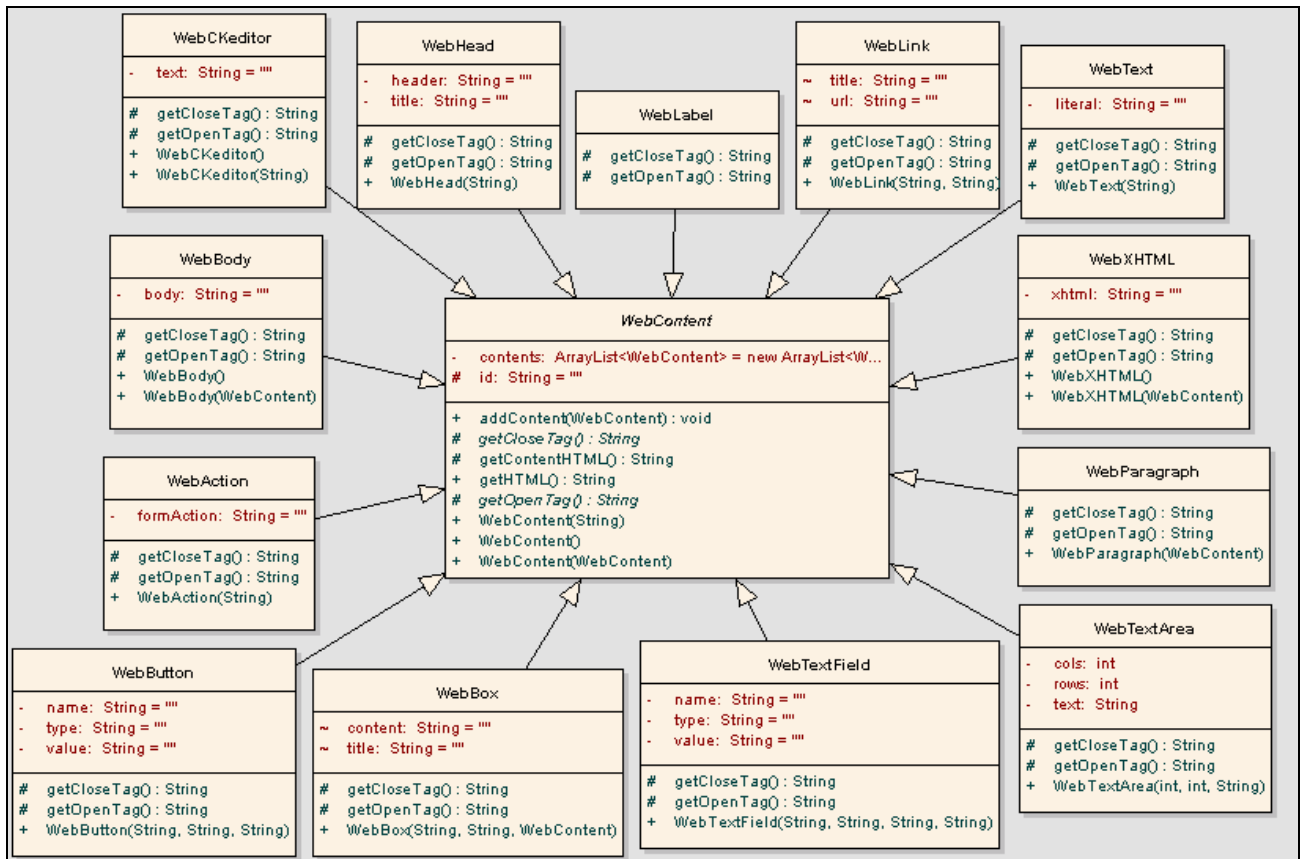 WebCKeditor
- text: String = ""
# getCloseTag() : String
# getOpenTag() : String
+ WebCKeditor()
+ WebCKeditor(String)
WebHead
- header: String = ""
- title: String = ""
# getCloseTag() : String
# getOpenTag() : String
+ WebHead(String)
WebLabel
# getCloseTag() : String
# getOpenTag() : String
WebLink
~ title: String = ""
~ url: String = ""
# getCloseTag() : String
# getOpenTag() : String
+ WebLink(String, String)
WebText
- literal: String = ""
# getCloseTag() : String
# getOpenTag() : String
+ WebText(String)
WebBody
- body: String = ""
# getCloseTag() : String
# getOpenTag() : String
+ WebBody()
+ WebBody(WebContent)
WebContent
- contents: ArrayList<WebContent> = new ArrayList<W...
# id: String = ""
+ addContent(WebContent) : void
# getCloseTag() : String
# getContentHTML() : String
+ getHTML() : String
# getOpenTag() : String
+ WebContent(String)
+ WebContent()
+ WebContent(WebContent)
WebXHTML
- xhtml: String = ""
# getCloseTag() : String
# getOpenTag() : String
+ WebXHTML()
+ WebXHTML(WebContent)
WebAction
- formAction: String = ""
# getCloseTag() : String
# getOpenTag() : String
+ WebAction(String)
WebParagraph
# getCloseTag() : String
# getOpenTag() : String
+ WebParagraph(WebContent)
WebButton
- name: String = ""
- type: String = ""
- value: String = ""
# getCloseTag() : String
# getOpenTag() : String
+ WebButton(String, String, String)
WebBox
~ content: String = ""
~ title: String = ""
# getCloseTag() : String
# getOpenTag() : String
+ WebBox(String, String, WebContent)
WebTextField
- name: String = ""
- type: String = ""
- value: String = ""
# getCloseTag() : String
# getOpenTag() : String
+ WebTextField(String, String, String, String)
WebTextArea
- cols: int
- rows: int
- text: String
# getCloseTag() : String
# getOpenTag() : String
+ WebTextArea(int, int, String)